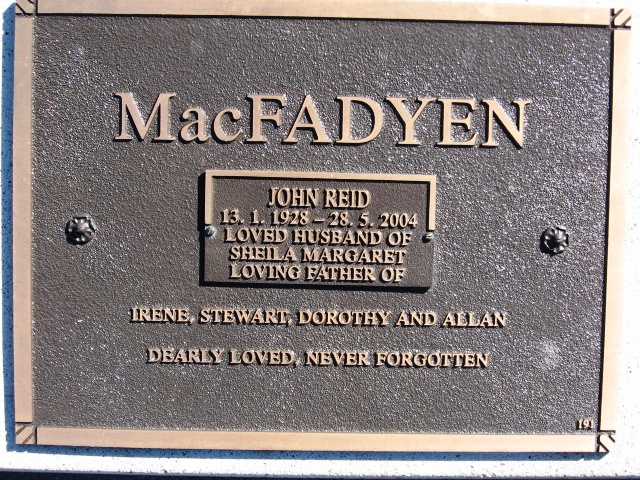 MacFADYEN
JOHN REID
13. 1. 1928 – 28. 5. 2004
LOVED HUSBAND OF
SHEILA MARGARET
LOVING FATHER OF
IRENE, STEWART, DOROTHY AND ALLAN
DEARLY LOVED, NEVER FORGOTTEN
191